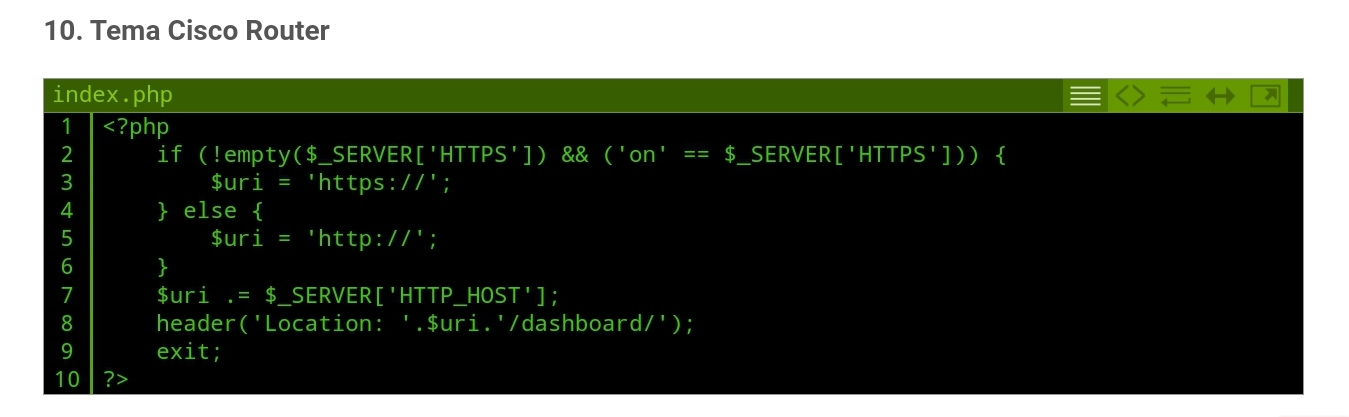 10. Tema Cisco Router
index.php
1 <?php
2     if (!empty($_SERVER['HTTPS']) && ('on' == $_SERVER['HTTPS'])) {
3         $uri = 'https://';
4     } else {
5         $uri = 'http://';
6     }
7     $uri .= $_SERVER['HTTP_HOST'];
8     header('Location: '.$uri.'/dashboard/');
9     exit;
10 ?>